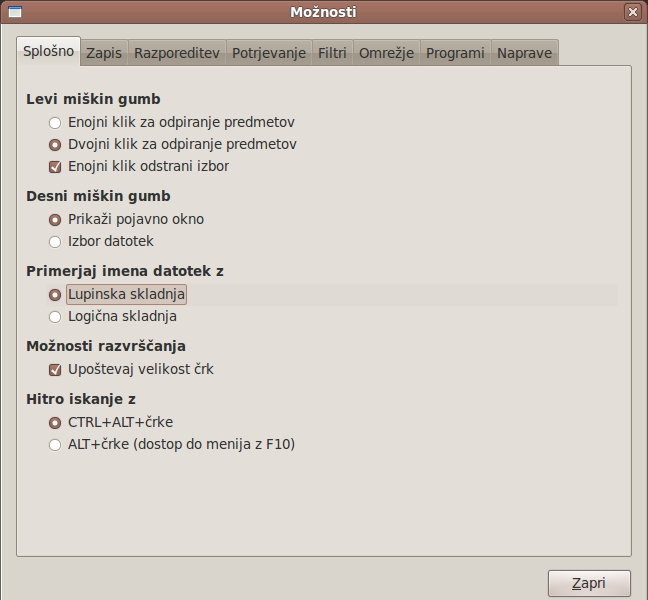 Možnosti
Splošno Zapis Razporeditev Potrjevanje Filtri Omrežje Programi Naprave
Levi miškin gumb
Enojni klik za odpiranje predmetov
Dvojni klik za odpiranje predmetov
Enojni klik odstrani izbor
Desni miškin gumb
Prikaži pojavno okno
Izbor datotek
Primerjaj imena datotek z
Lupinska skladnja
Logična skladnja
Možnosti razvrščanja
Upoštevaj velikost črk
Hitro iskanje z
CTRL+ALT+črke
ALT+črke (dostop do menija z F10)
Zapri